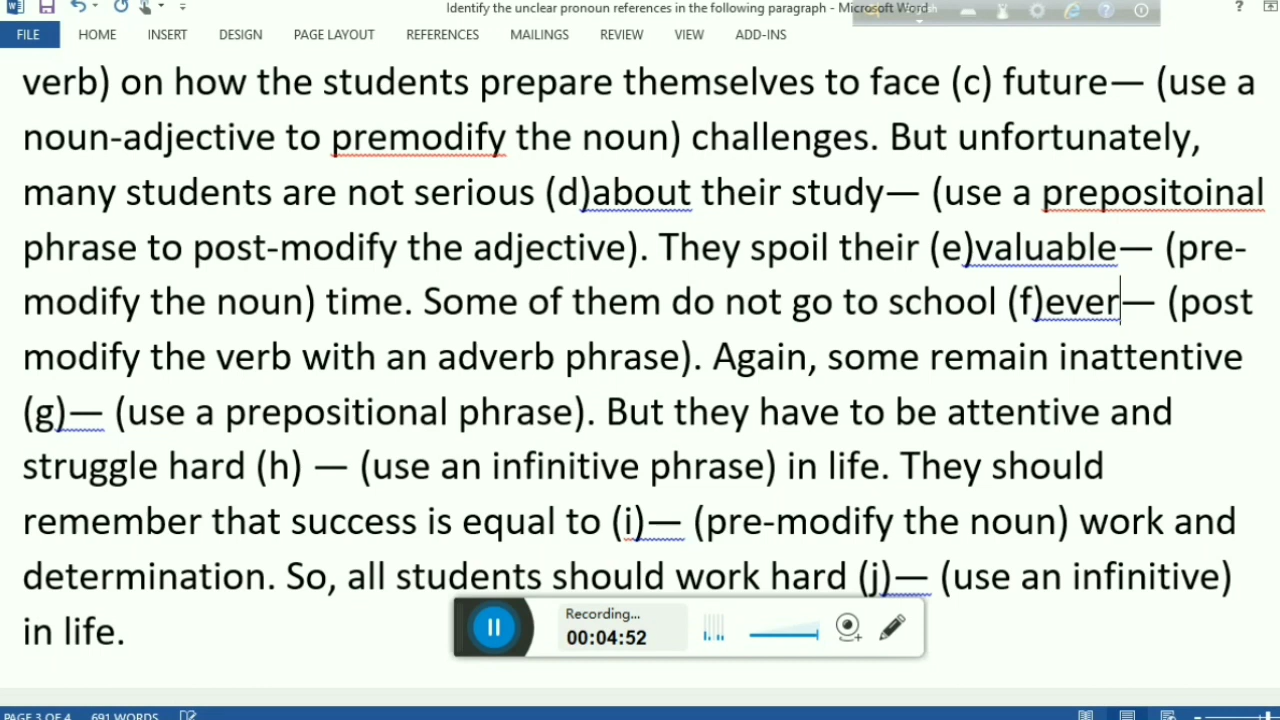 Identify the unclear pronoun references in the following paragraph - Microsoft Word
FILE HOME INSERT DESIGN PAGE LAYOUT REFERENCES MAILINGS REVIEW VIEW ADD-INS
verb) on how the students prepare themselves to face (c) future— (use a
noun-adjective to premodify the noun) challenges. But unfortunately,
many students are not serious (d)about their study— (use a prepositoinal
phrase to post-modify the adjective). They spoil their (e)valuable— (pre-
modify the noun) time. Some of them do not go to school (f)ever— (post
modify the verb with an adverb phrase). Again, some remain inattentive
(g)— (use a prepositional phrase). But they have to be attentive and
struggle hard (h) — (use an infinitive phrase) in life. They should
remember that success is equal to (i)— (pre-modify the noun) work and
determination. So, all students should work hard (j)— (use an infinitive)
in life.
Recording...
00:04:52
PAGE 3 OF 4 691 WORDS